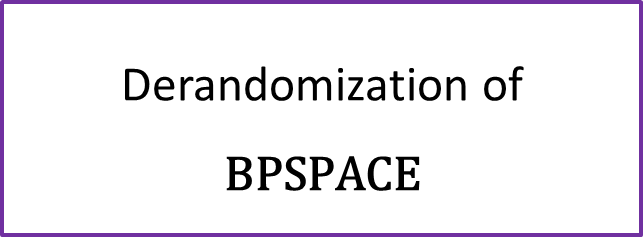 Derandomization of
BPSPACE